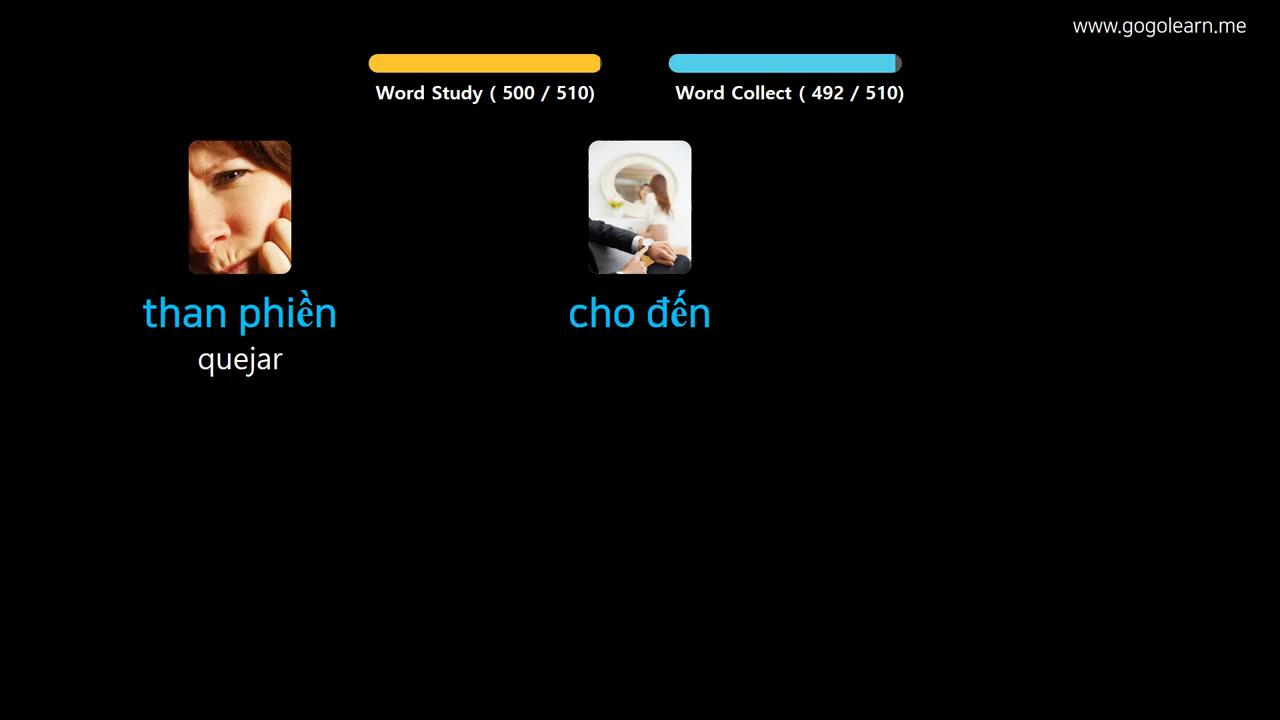 www.gogolearn.me
Word Study ( 500 / 510)
Word Collect ( 492 / 510)
than phiền
cho đến
quejar